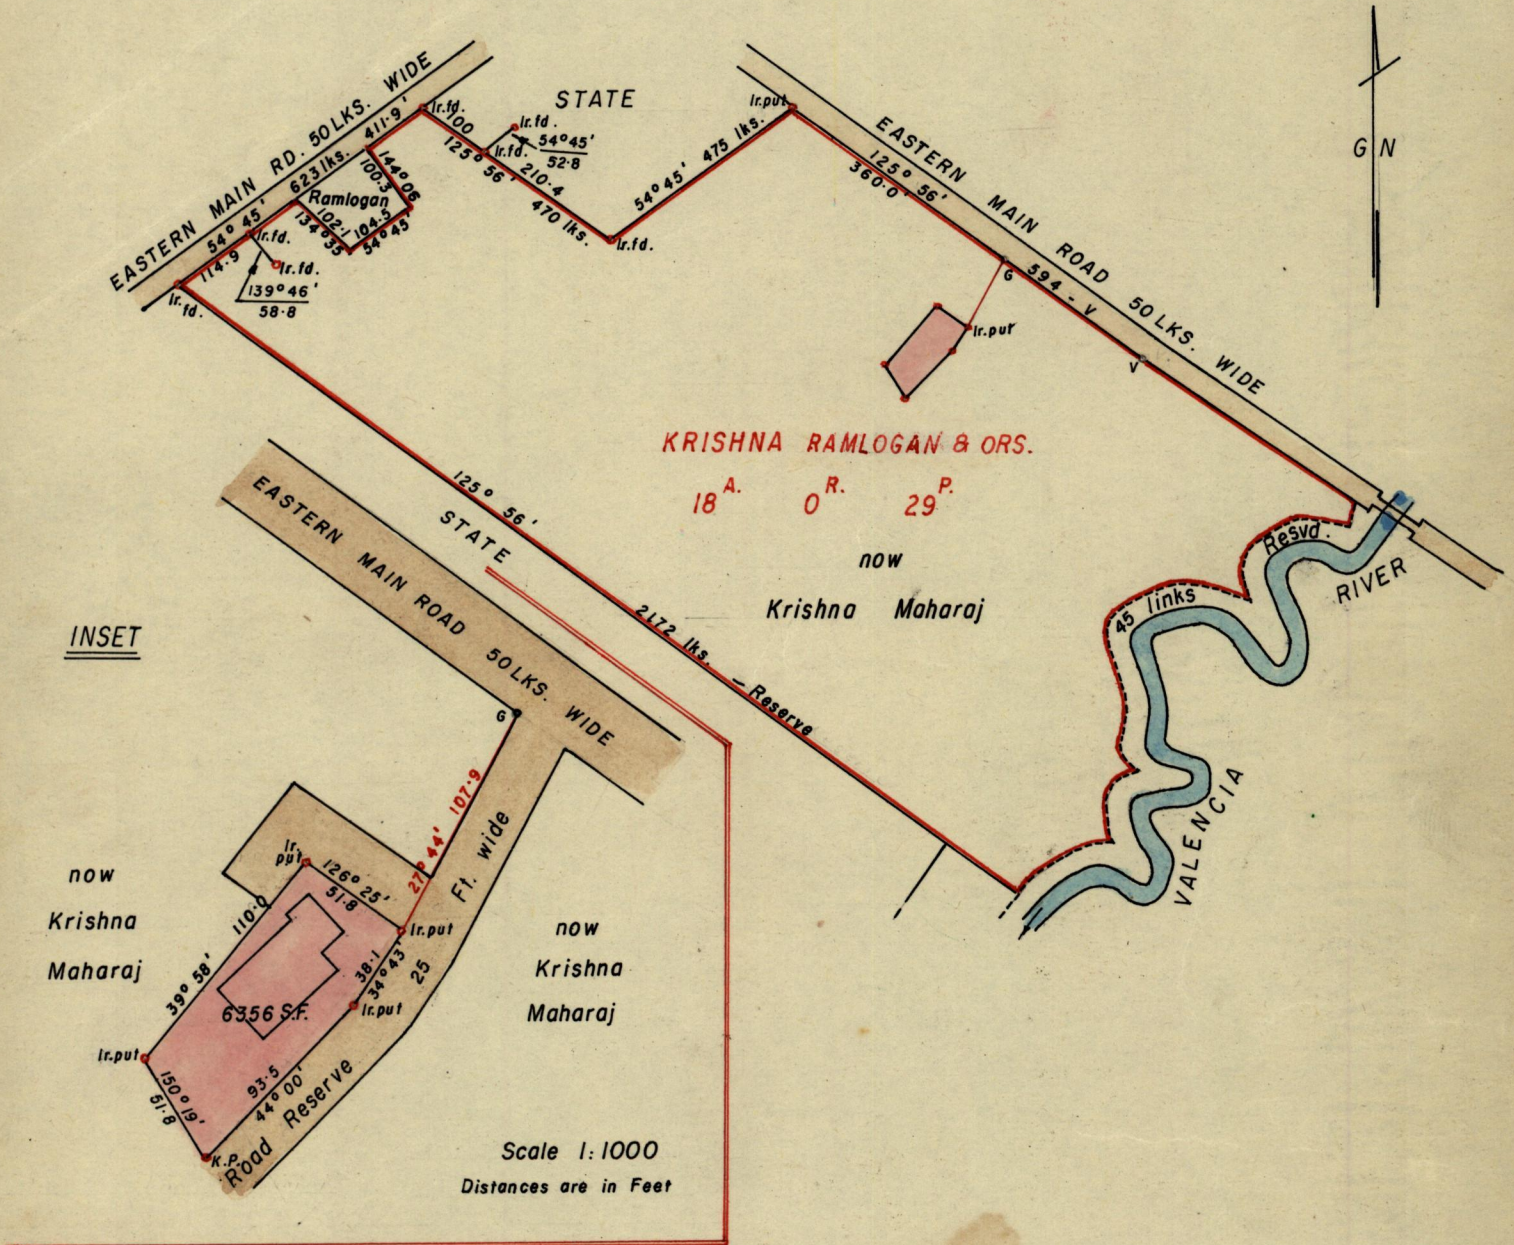 EASTERN MAIN RD. 50 LKS. WIDE
54° 45' 623 lks. 411.9'
114.9
Ir.fd.
Ir.fd.
Ir.fd.
139° 46'
58.8
Ramlogan
102.1
134° 35'
104.5
54° 45'
100.3
144° 06'
Ir.fd.
100
125° 56'
Ir.fd.
Ir.fd.
54° 45'
52.8
STATE
210.4
470 lks.
Ir.fd.
54° 45' 475 lks.
Ir.put
EASTERN MAIN ROAD 50 LKS. WIDE
125° 56'
360.0'
G
594 - V
V
G N
Ir.put
KRISHNA RAMLOGAN & ORS.
18 A. 0 R. 29 P.
now
Krishna Maharaj
125° 56'
2172 lks.
STATE
- Reserve
Resvd.
45 links
VALENCIA RIVER
INSET
EASTERN MAIN ROAD 50 LKS. WIDE
G
27° 44' 107.9
Ir.
put
126° 25'
51.8
Ir.put
38.1
34° 43'
Ir.put
110.0
39° 58'
6356 S.F.
Ir.put
150° 19'
51.8
93.5
44° 00'
K.P.
Road Reserve 25 Ft. wide
now
Krishna
Maharaj
now
Krishna
Maharaj
Scale 1:1000
Distances are in Feet